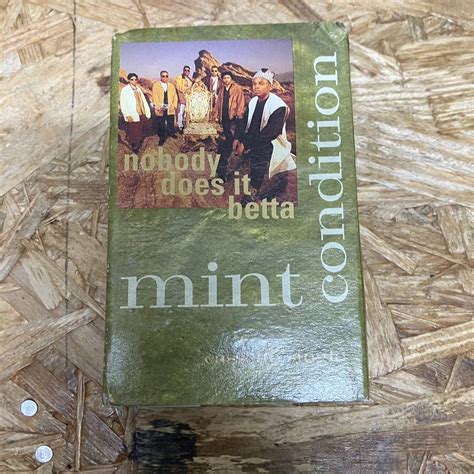 nobody
does it
betta
mint
condition